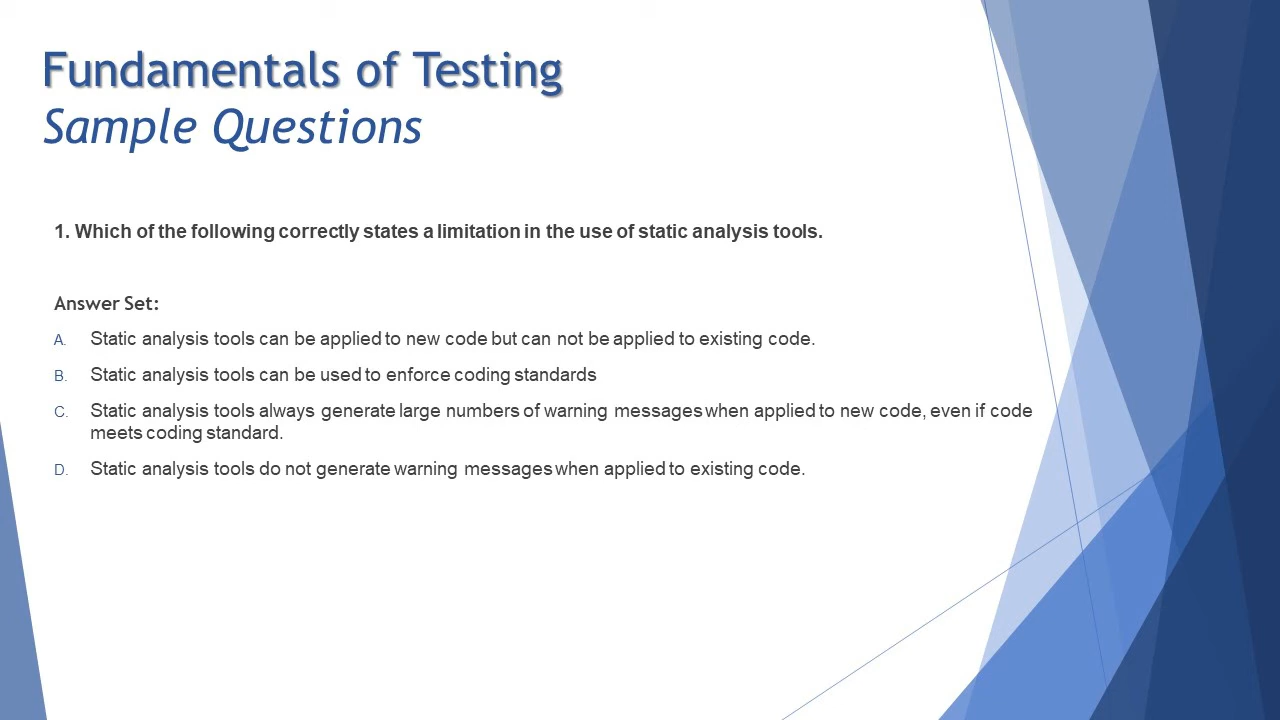 Fundamentals of Testing
Sample Questions
1. Which of the following correctly states a limitation in the use of static analysis tools.
Answer Set:
A. Static analysis tools can be applied to new code but can not be applied to existing code.
B. Static analysis tools can be used to enforce coding standards
C. Static analysis tools always generate large numbers of warning messages when applied to new code, even if code
meets coding standard.
D. Static analysis tools do not generate warning messages when applied to existing code.